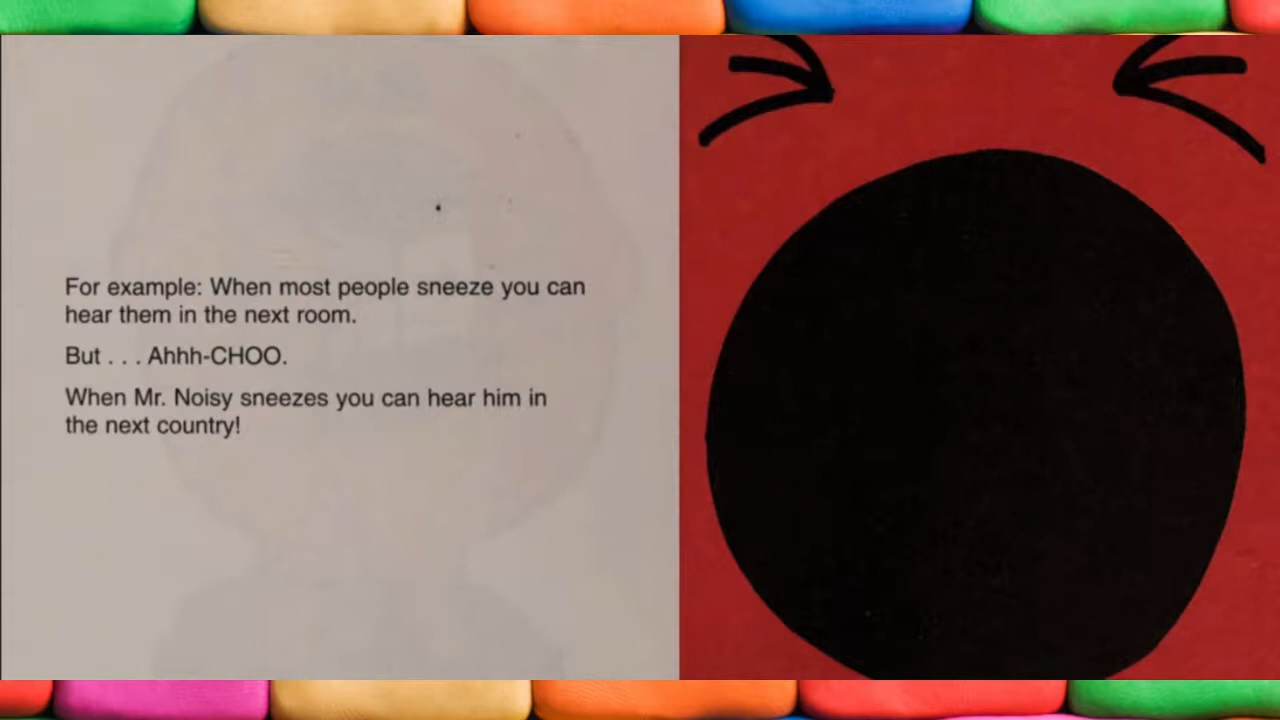 For example: When most people sneeze you can
hear them in the next room.
But . . . Ahhh-CHOO.
When Mr. Noisy sneezes you can hear him in
the next country!